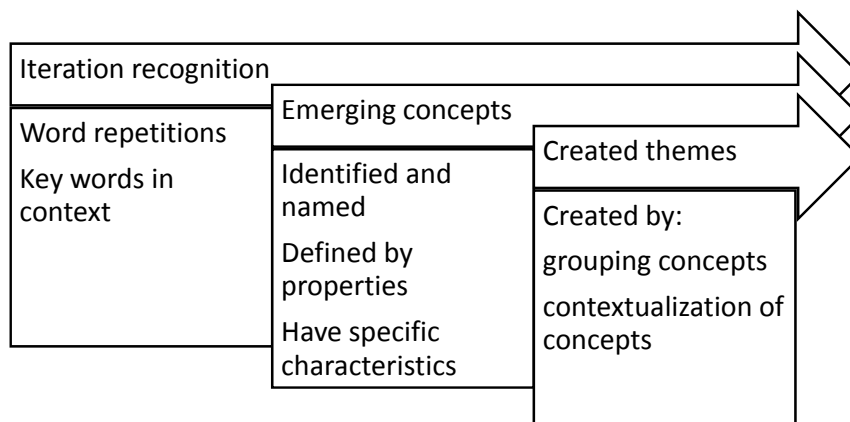 Iteration recognition
Word repetitions
Key words in
context
Emerging concepts
Identified and
named
Defined by
properties
Have specific
characteristics
Created themes
Created by:
grouping concepts
contextualization of
concepts